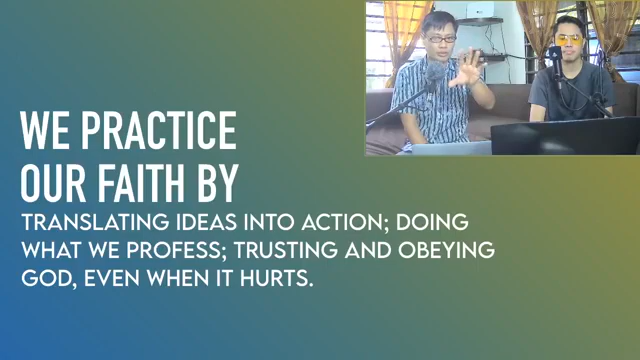 WE PRACTICE
OUR FAITH BY
TRANSLATING IDEAS INTO ACTION; DOING
WHAT WE PROFESS; TRUSTING AND OBEYING
GOD, EVEN WHEN IT HURTS.